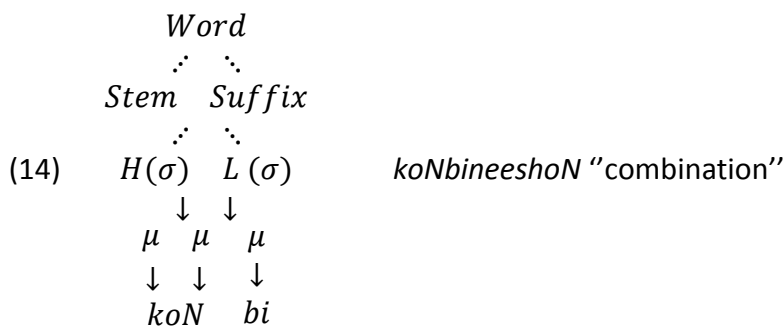 Word
⋰ ⋱
Stem Suffix
⋰ ⋱
(14) H(σ) L (σ) koNbineeshoN ‘‘combination’’
↓ ↓
μ μ μ
↓ ↓ ↓
koN bi